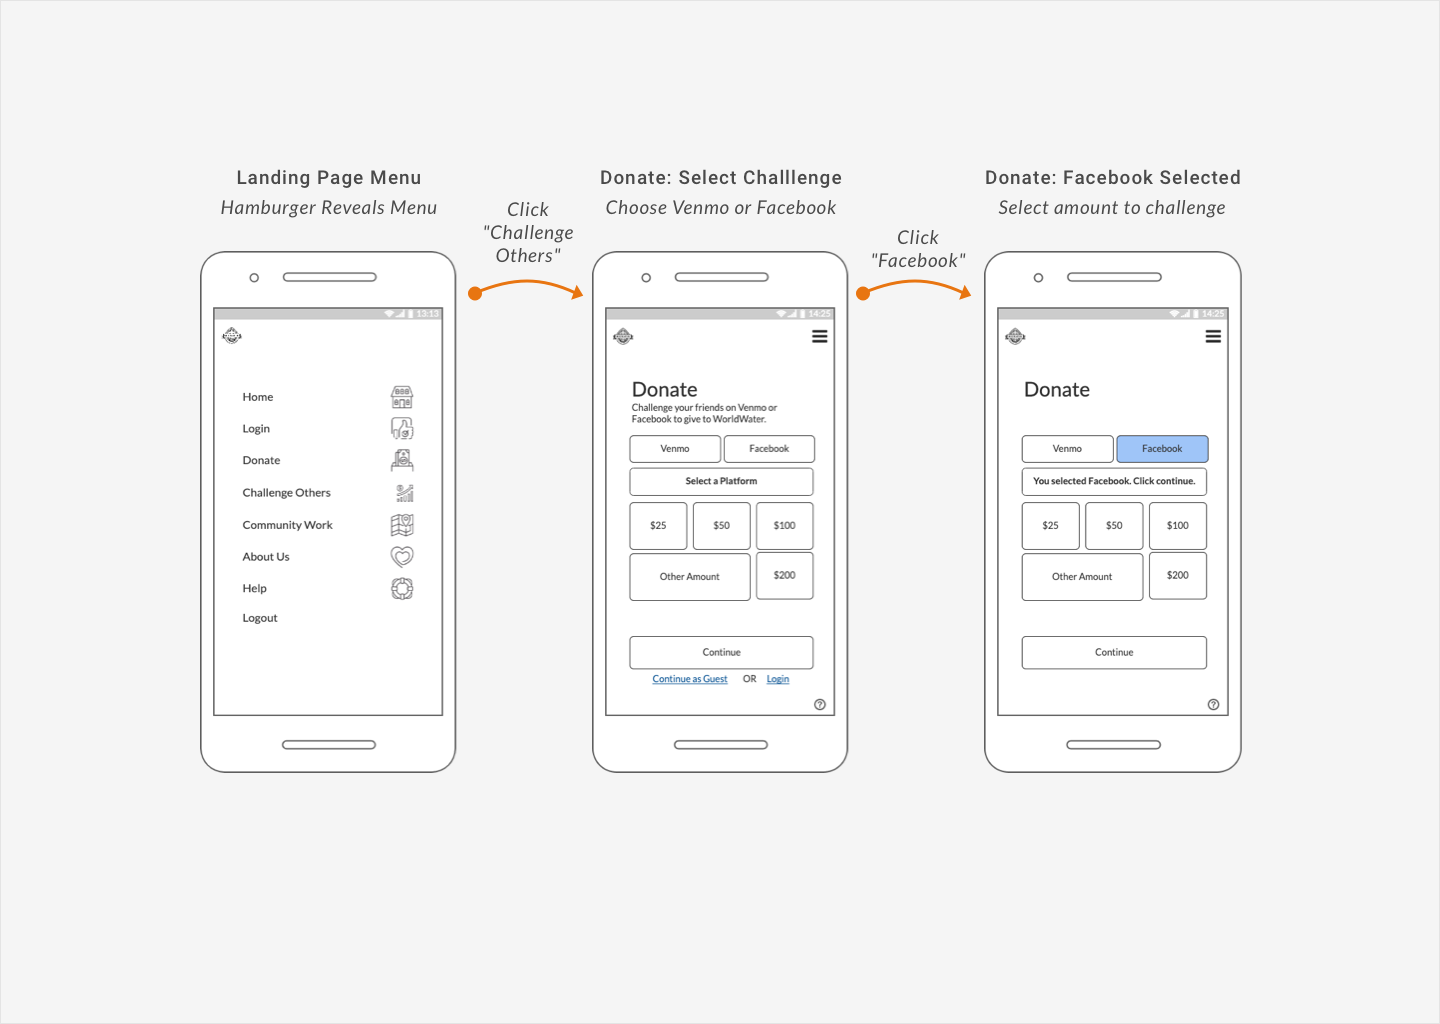 Landing Page Menu
Hamburger Reveals Menu
Click
"Challenge
Others"
Donate: Select Challlenge
Choose Venmo or Facebook
Click
"Facebook"
Donate: Facebook Selected
Select amount to challenge
13:13
Home
Login
Donate
Challenge Others
Community Work
About Us
Help
Logout
14:25
Donate
Challenge your friends on Venmo or
Facebook to give to WorldWater.
Venmo Facebook
Select a Platform
$25 $50 $100
Other Amount $200
Continue
Continue as Guest OR Login
?
14:25
Donate
Venmo Facebook
You selected Facebook. Click continue.
$25 $50 $100
Other Amount $200
Continue
?